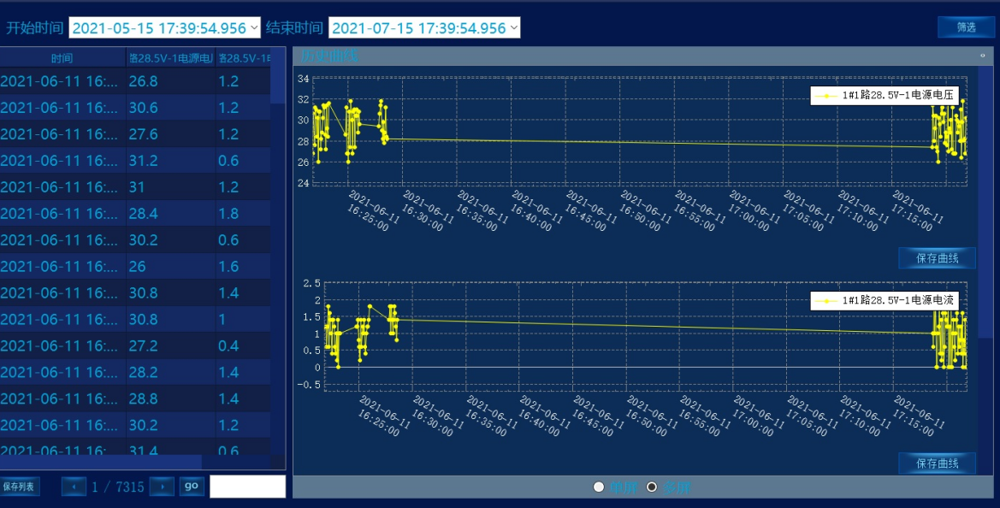 开始时间 2021-05-15 17:39:54.956 结束时间 2021-07-15 17:39:54.956 筛选
时间 路28.5V-1电源电 路28.5V-1
2021-06-11 16:... 26.8 1.2
2021-06-11 16:... 30.6 1.2
2021-06-11 16:... 27.6 1.2
2021-06-11 16:... 31.2 0.6
2021-06-11 16:... 31 1.2
2021-06-11 16:... 28.4 1.8
2021-06-11 16:... 30.2 0.6
2021-06-11 16:... 26 1.6
2021-06-11 16:... 30.8 1.4
2021-06-11 16:... 30.8 1
2021-06-11 16:... 27.2 0.4
2021-06-11 16:... 28.2 1.4
2021-06-11 16:... 28.8 1.4
2021-06-11 16:... 30.2 1.2
2021-06-11 16:... 31.4 0.6
保存列表 1 / 7315 go
历史曲线
1#1路28.5V-1电源电压
34
32
30
28
26
24
2021-06-11 16:25:00
2021-06-11 16:30:00
2021-06-11 16:35:00
2021-06-11 16:40:00
2021-06-11 16:45:00
2021-06-11 16:50:00
2021-06-11 16:55:00
2021-06-11 17:00:00
2021-06-11 17:05:00
2021-06-11 17:10:00
2021-06-11 17:15:00
保存曲线
1#1路28.5V-1电源电流
2.5
2
1.5
1
0.5
0
-0.5
2021-06-11 16:25:00
2021-06-11 16:30:00
2021-06-11 16:35:00
2021-06-11 16:40:00
2021-06-11 16:45:00
2021-06-11 16:50:00
2021-06-11 16:55:00
2021-06-11 17:00:00
2021-06-11 17:05:00
2021-06-11 17:10:00
2021-06-11 17:15:00
保存曲线
单屏 多屏